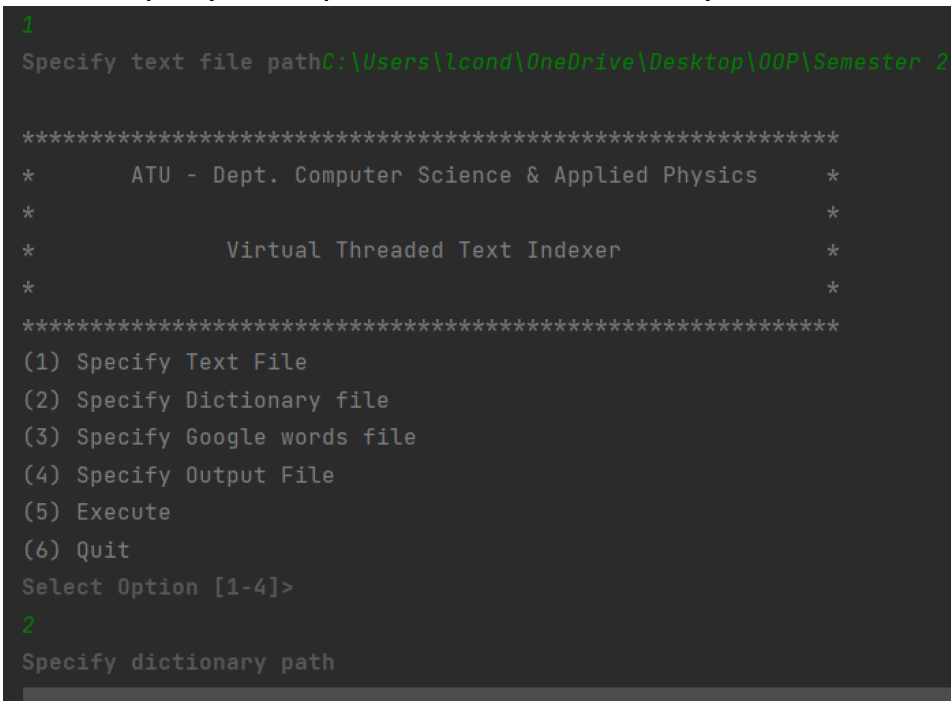 1
Specify text file pathC:\Users\lcond\OneDrive\Desktop\OOP\Semester 2
************************************************************
* ATU - Dept. Computer Science & Applied Physics *
* *
* Virtual Threaded Text Indexer *
* *
************************************************************
(1) Specify Text File
(2) Specify Dictionary file
(3) Specify Google words file
(4) Specify Output File
(5) Execute
(6) Quit
Select Option [1-4]>
2
Specify dictionary path